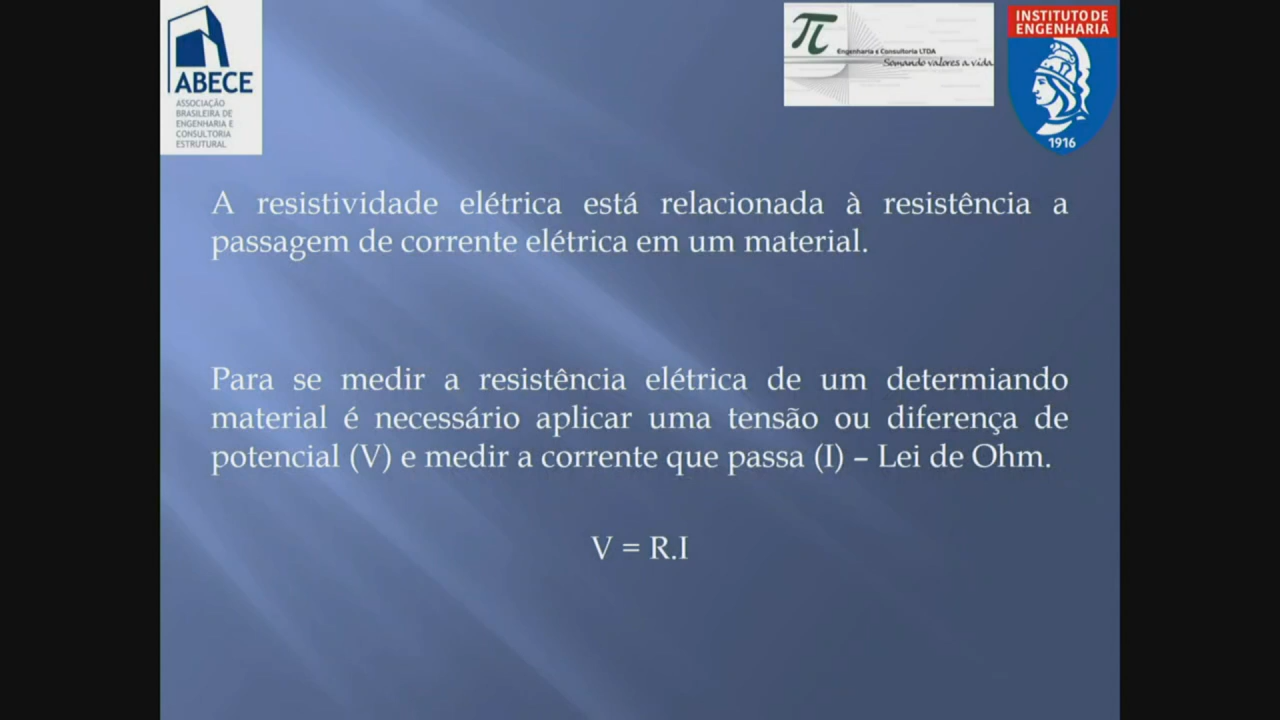 ABECE
ASSOCIAÇÃO
BRASILEIRA DE
ENGENHARIA E
CONSULTORIA
ESTRUTURAL
π
Engenharia e Consultoria LTDA
Somando valores a vida.
INSTITUTO DE
ENGENHARIA
1916
A resistividade elétrica está relacionada à resistência a
passagem de corrente elétrica em um material.
Para se medir a resistência elétrica de um determiando
material é necessário aplicar uma tensão ou diferença de
potencial (V) e medir a corrente que passa (I) – Lei de Ohm.
V = R.I